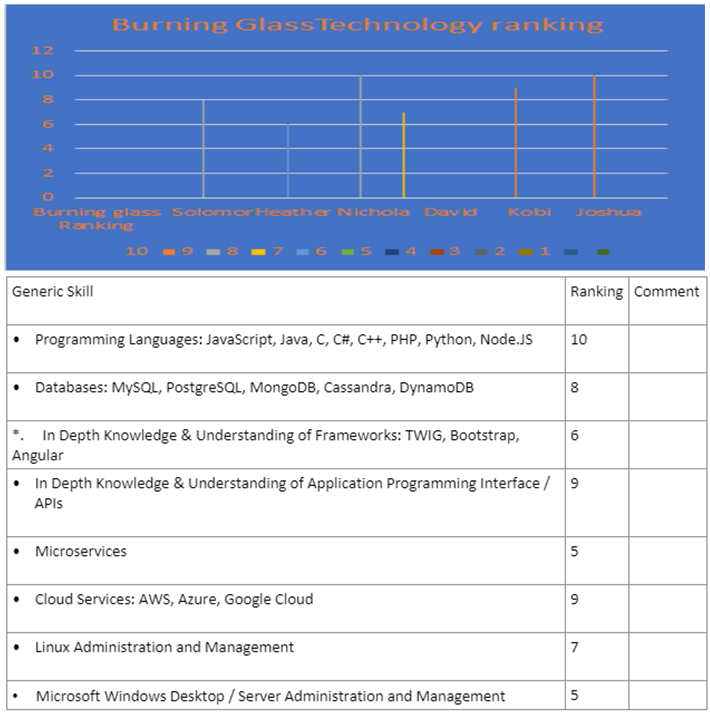 Burning GlassTechnology ranking
12
10
8
6
4
2
0
Burning glass Solomor Heather Nichola David Kobi Joshua
Ranking
10 9 8 7 6 5 4 3 2 1
Generic Skill Ranking Comment
• Programming Languages: JavaScript, Java, C, C#, C++, PHP, Python, Node.JS 10
• Databases: MySQL, PostgreSQL, MongoDB, Cassandra, DynamoDB 8
*. In Depth Knowledge & Understanding of Frameworks: TWIG, Bootstrap, 6
Angular
• In Depth Knowledge & Understanding of Application Programming Interface / 9
APIs
• Microservices 5
• Cloud Services: AWS, Azure, Google Cloud 9
• Linux Administration and Management 7
• Microsoft Windows Desktop / Server Administration and Management 5